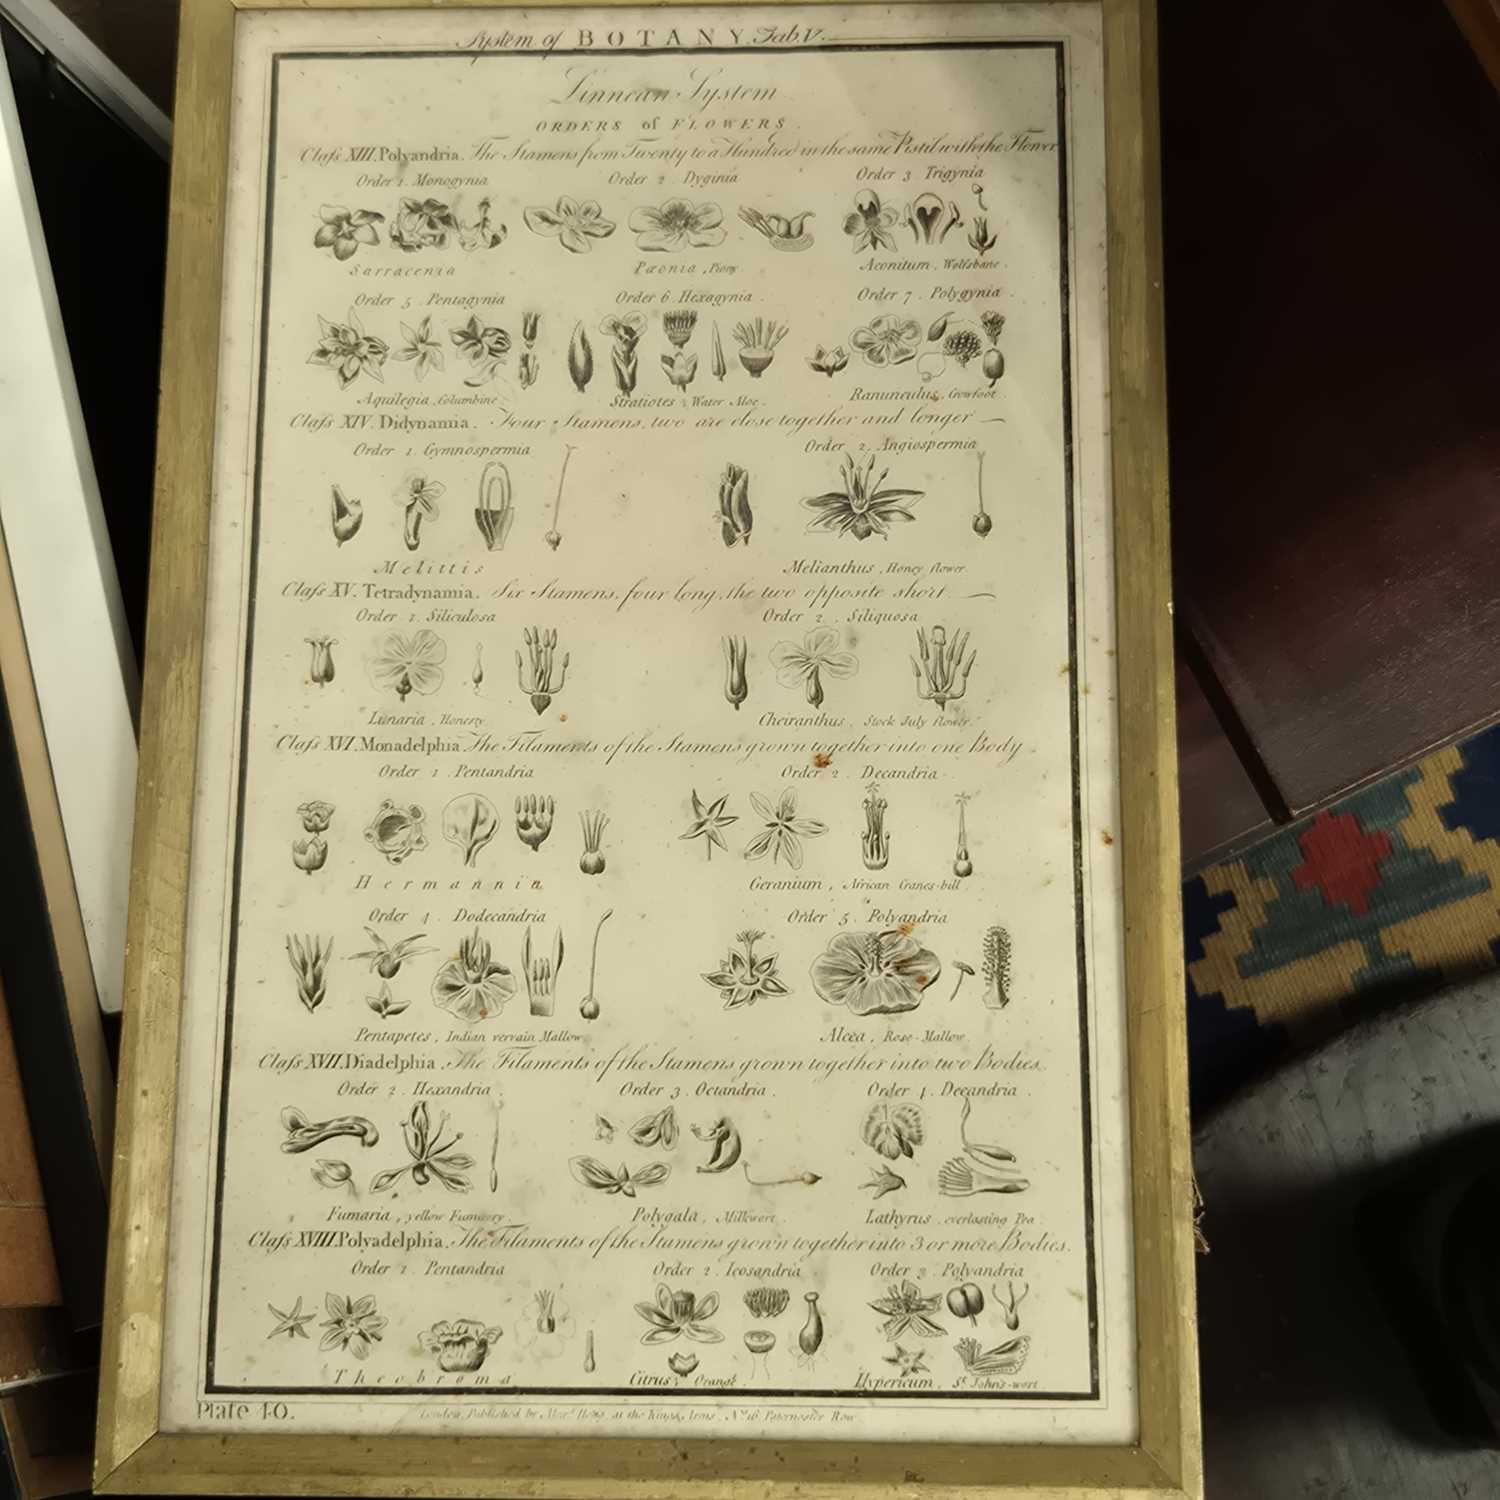 System of BOTANY. Tab. V.
Linnean System
ORDERS of FLOWERS.
Claſs XIII. Polyandria. The Stamens from Twenty to a Hundred in the same Pistil with the Flower
Order 1. Monogynia Order 2. Dyginia Order 3 Trigynia
Sarracenia Pæonia, Piony Aconitum. Wolfsbane.
Order 5. Pentagynia Order 6 Hexagynia. Order 7. Polygynia.
Aquilegia, Columbine Stratiotes, Water Aloe. Ranunculus, Crowfoot.
Claſs XIV. Didynamia. Four Stamens, two are close together and longer
Order 1. Gymnospermia Order 2. Angiospermia
Melittis Melianthus, Honey flower.
Claſs XV. Tetradynamia. Six Stamens, four long, the two opposite short.
Order 1. Siliculosa Order 2. Siliquosa
Lunaria. Honesty Cheiranthus. Stock July flower.
Claſs XVI. Monadelphia. The Filaments of the Stamens grown together into one Body.
Order 1. Pentandria Order 2. Decandria.
Hermannia Geranium, African Cranes-bill.
Order 4. Dodecandria Order 5. Polyandria
Pentapetes, Indian vervain Mallow. Alcea, Rose-Mallow.
Claſs XVII. Diadelphia. The Filaments of the Stamens grown together into two Bodies.
Order 2. Hexandria. Order 3. Octandria. Order 4. Decandria.
Fumaria, yellow Fumitory. Polygala, Milkwort. Lathyrus. everlasting Pea.
Claſs XVIII. Polyadelphia. The Filaments of the Stamens grown together into 3 or more Bodies.
Order 1. Pentandria Order 2. Icosandria Order 3. Polyandria
Theobroma Citrus, Orange. Hypericum, St. John's-wort
Plate 40.
London, Published by Alexr. Hogg, at the Kings Arms, No. 16 Paternoster Row